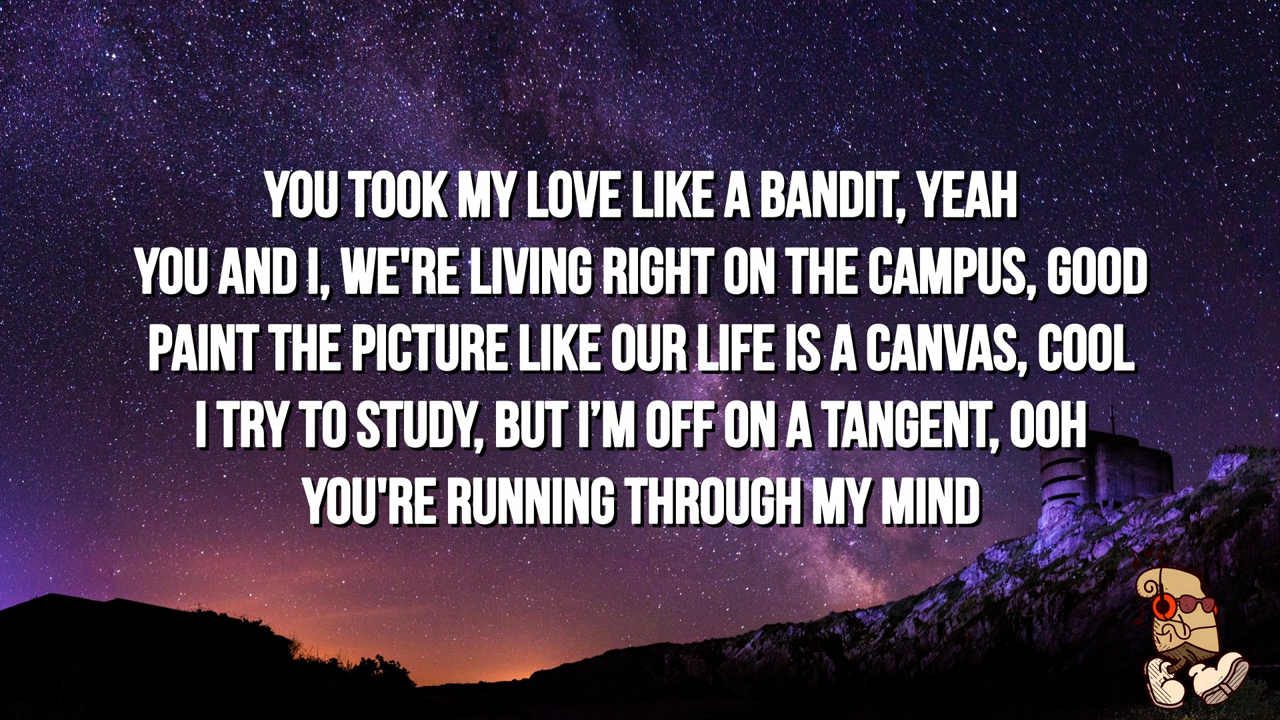 YOU TOOK MY LOVE LIKE A BANDIT, YEAH
YOU AND I, WE'RE LIVING RIGHT ON THE CAMPUS, GOOD
PAINT THE PICTURE LIKE OUR LIFE IS A CANVAS, COOL
I TRY TO STUDY, BUT I’M OFF ON A TANGENT, OOH
YOU'RE RUNNING THROUGH MY MIND